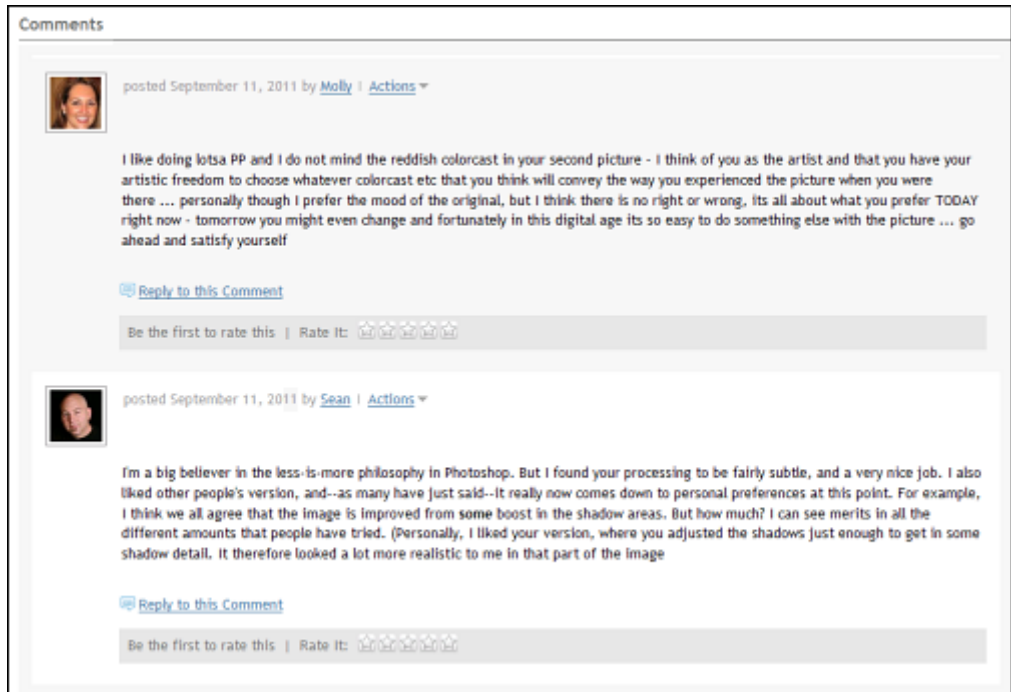 Comments
posted September 11, 2011 by Molly | Actions
I like doing lotsa PP and I do not mind the reddish colorcast in your second picture - I think of you as the artist and that you have your
artistic freedom to choose whatever colorcast etc that you think will convey the way you experienced the picture when you were
there ... personally though I prefer the mood of the original, but I think there is no right or wrong, its all about what you prefer TODAY
right now - tomorrow you might even change and fortunately in this digital age its so easy to do something else with the picture ... go
ahead and satisfy yourself
Reply to this Comment
Be the first to rate this | Rate It:
posted September 11, 2011 by Sean | Actions
I'm a big believer in the less-is-more philosophy in Photoshop. But I found your processing to be fairly subtle, and a very nice job. I also
liked other people's version, and--as many have just said--it really now comes down to personal preferences at this point. For example,
I think we all agree that the image is improved from some boost in the shadow areas. But how much? I can see merits in all the
different amounts that people have tried. (Personally, I liked your version, where you adjusted the shadows just enough to get in some
shadow detail. It therefore looked a lot more realistic to me in that part of the image
Reply to this Comment
Be the first to rate this | Rate It: